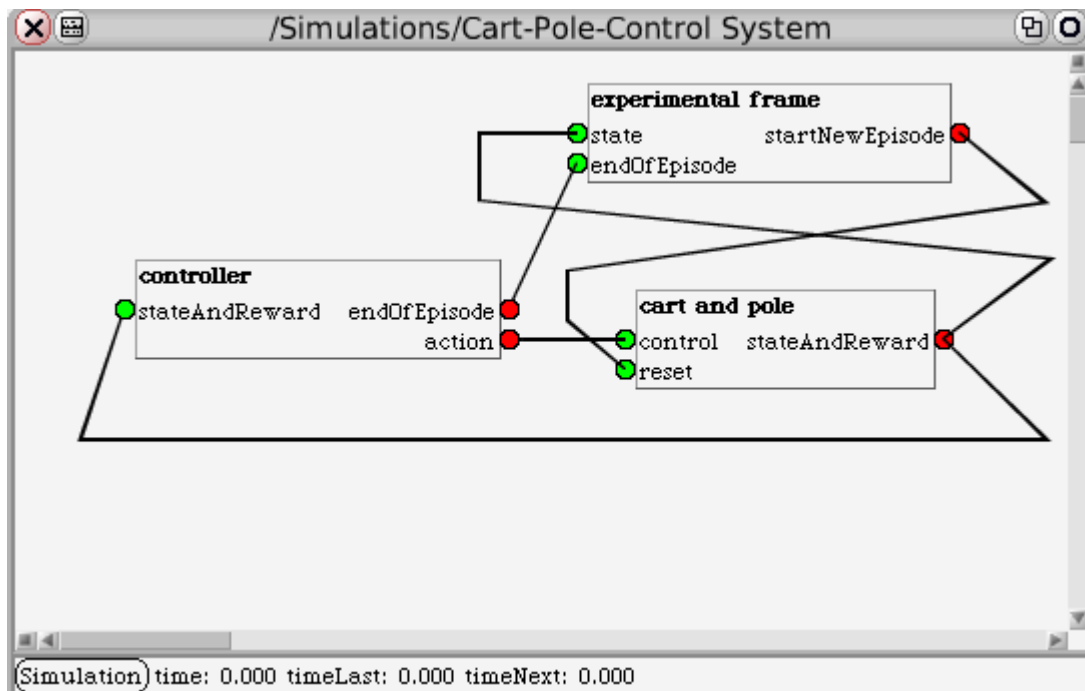 /Simulations/Cart-Pole-Control System
experimental frame
state startNewEpisode
endOfEpisode
controller
stateAndReward endOfEpisode
action
cart and pole
control stateAndReward
reset
Simulation time: 0.000 timeLast: 0.000 timeNext: 0.000